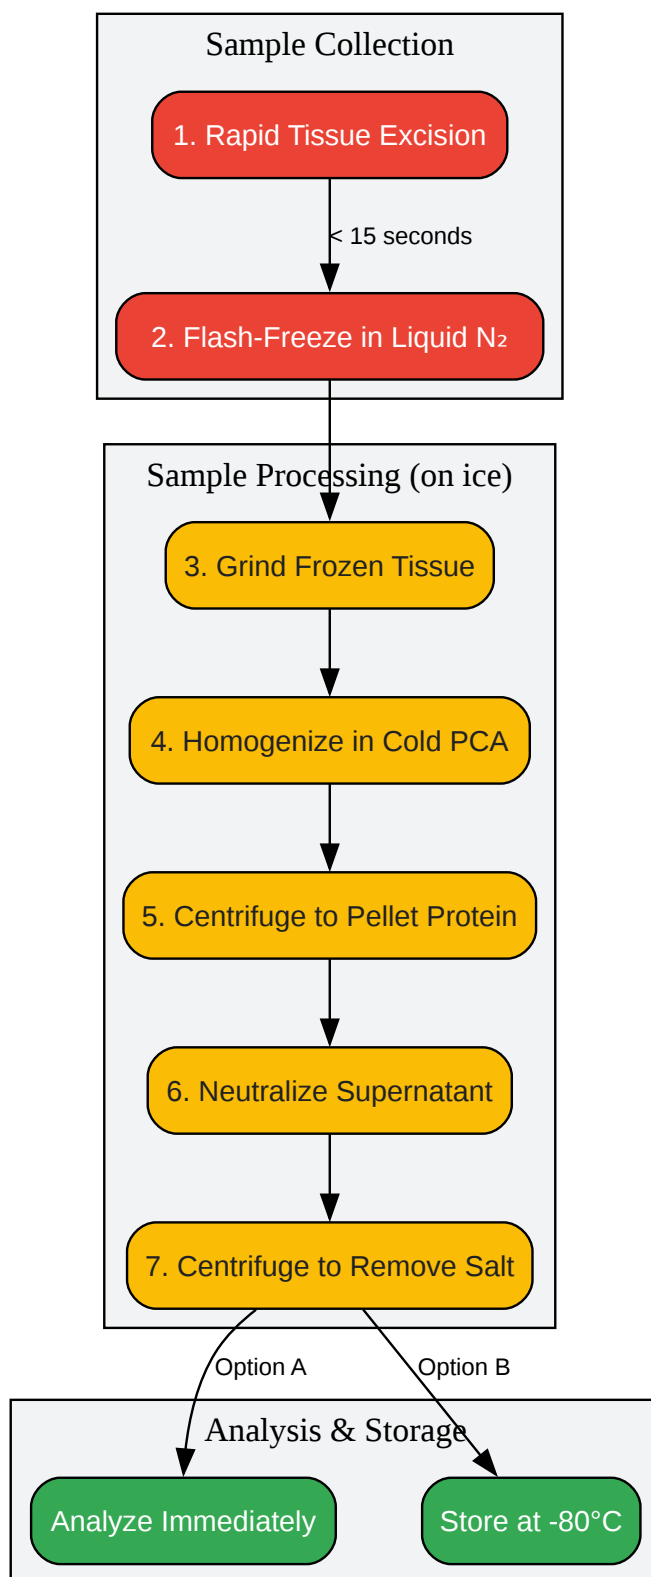 Sample Collection
1. Rapid Tissue Excision
< 15 seconds
2. Flash-Freeze in Liquid N₂
Sample Processing (on ice)
3. Grind Frozen Tissue
4. Homogenize in Cold PCA
5. Centrifuge to Pellet Protein
6. Neutralize Supernatant
7. Centrifuge to Remove Salt
Option A
Option B
Analysis & Storage
Analyze Immediately
Store at -80°C